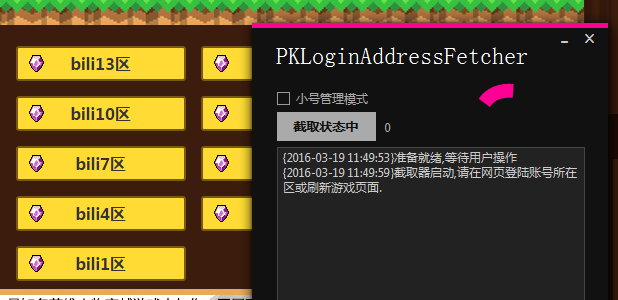 bili13区
bili10区
bili7区
bili4区
bili1区
PKLoginAddressFetcher
小号管理模式
截取状态中
0
{2016-03-19 11:49:53}准备就绪,等待用户操作
{2016-03-19 11:49:59}截取器启动,请在网页登陆账号所在
区或刷新游戏页面.